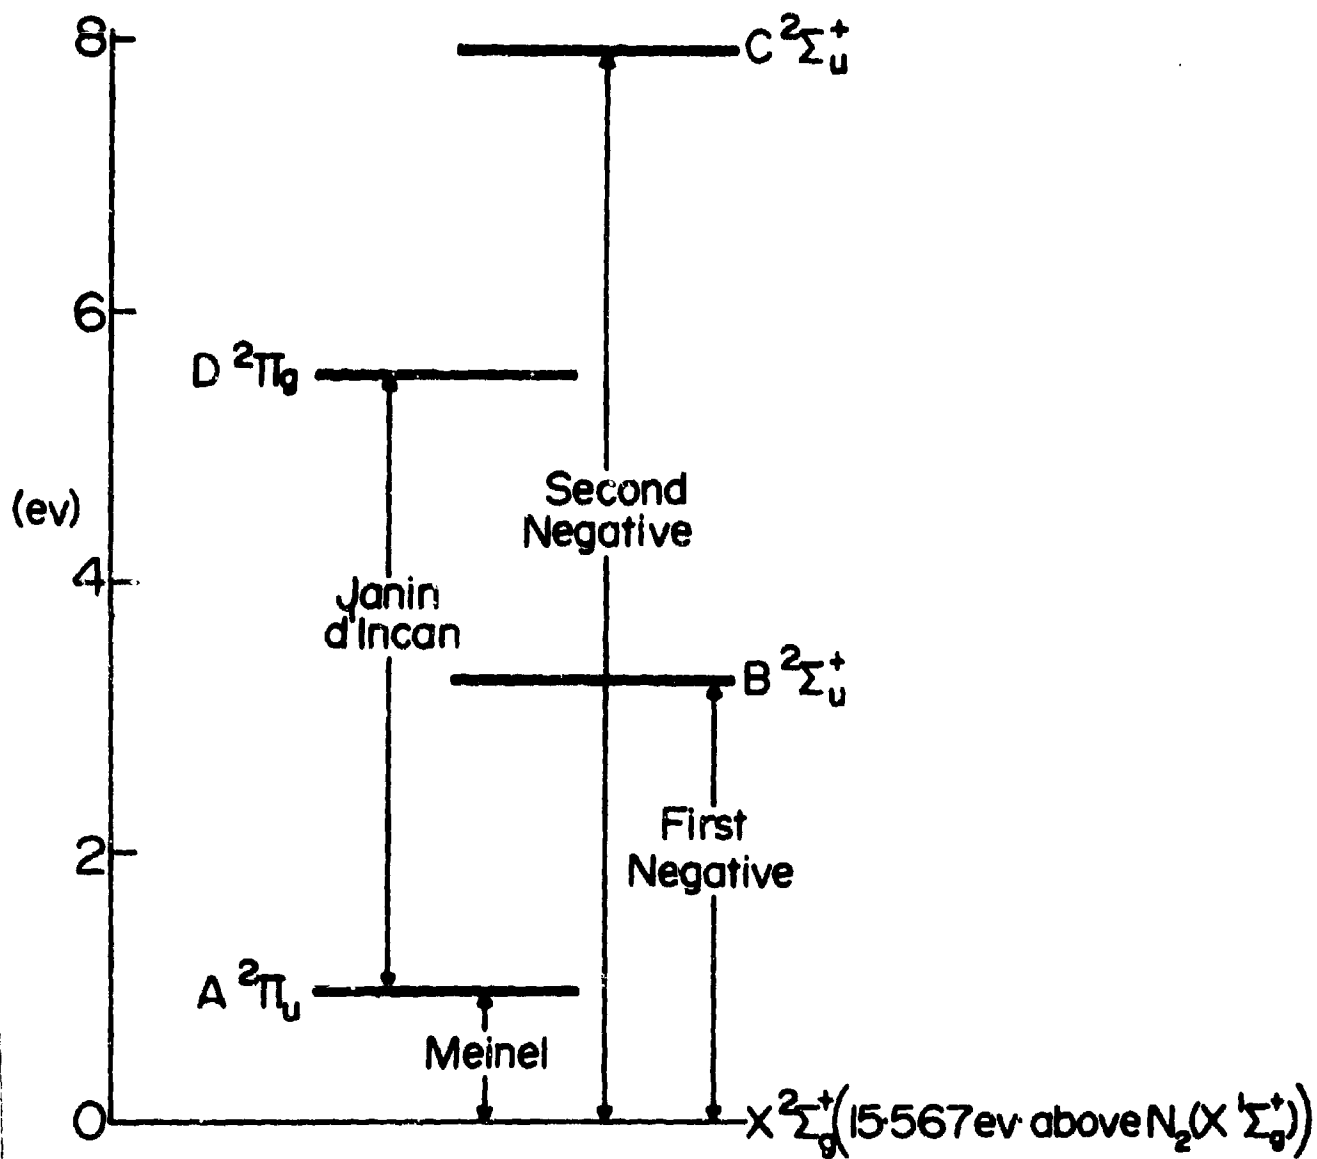 8
C ²Σᵤ⁺
6
D ²Πg
Second
Negative
(ev)
4
Janin
d'Incan
B ²Σᵤ⁺
First
Negative
2
A ²Πᵤ
Meinel
0
X ²Σg⁺(15·567ev· above N₂(X ¹Σg⁺))